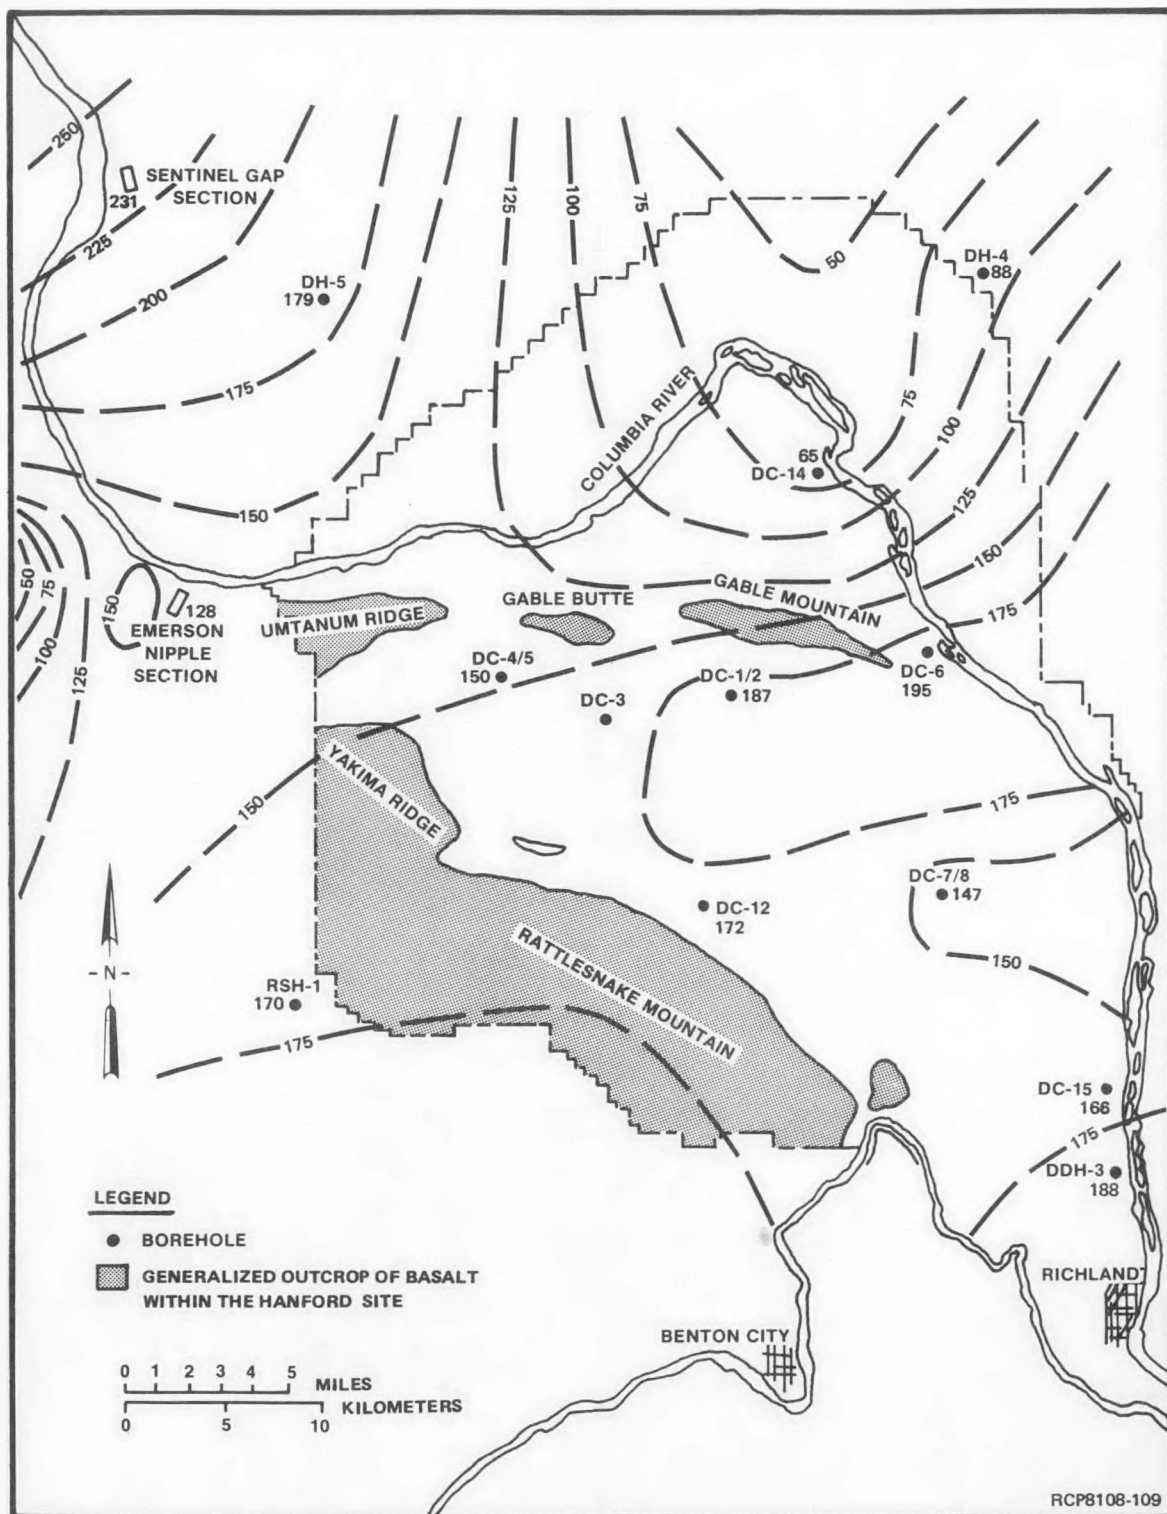 250
SENTINEL GAP
SECTION
231
225
200
DH-5
179
175
150
125
100
75
50
DH-4
88
75
100
125
150
175
COLUMBIA RIVER
65
DC-14
50
75
100
125
150
128
EMERSON
NIPPLE
SECTION
UMTANUM RIDGE
GABLE BUTTE
GABLE MOUNTAIN
DC-4/5
150
DC-3
DC-1/2
187
DC-6
195
YAKIMA RIDGE
150
175
DC-7/8
147
DC-12
172
150
RATTLESNAKE MOUNTAIN
- N -
RSH-1
170
175
DC-15
166
175
DDH-3
188
LEGEND
BOREHOLE
GENERALIZED OUTCROP OF BASALT
WITHIN THE HANFORD SITE
RICHLAND
BENTON CITY
0 1 2 3 4 5
MILES
KILOMETERS
0 5 10
RCP8108-109